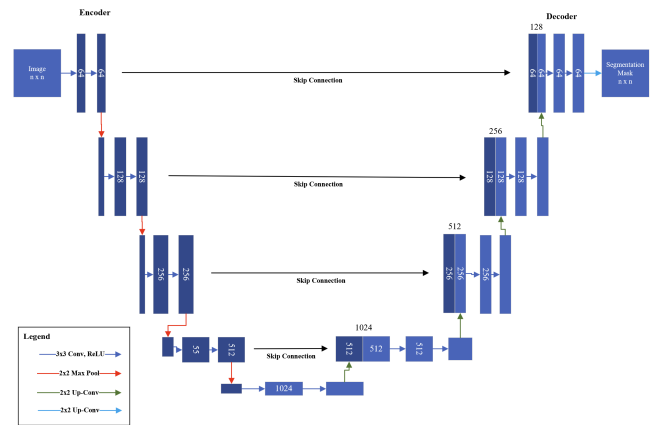 Encoder
Decoder
128
Image
n x n
64
64
Skip Connection
64
64
64
64
Segmentation
Mask
n x n
256
128
128
Skip Connection
128
128
128
512
256
256
Skip Connection
256
256
256
1024
55
512
Skip Connection
512
512
512
1024
Legend
3x3 Conv, ReLU
2x2 Max Pool
2x2 Up-Conv
2x2 Up-Conv